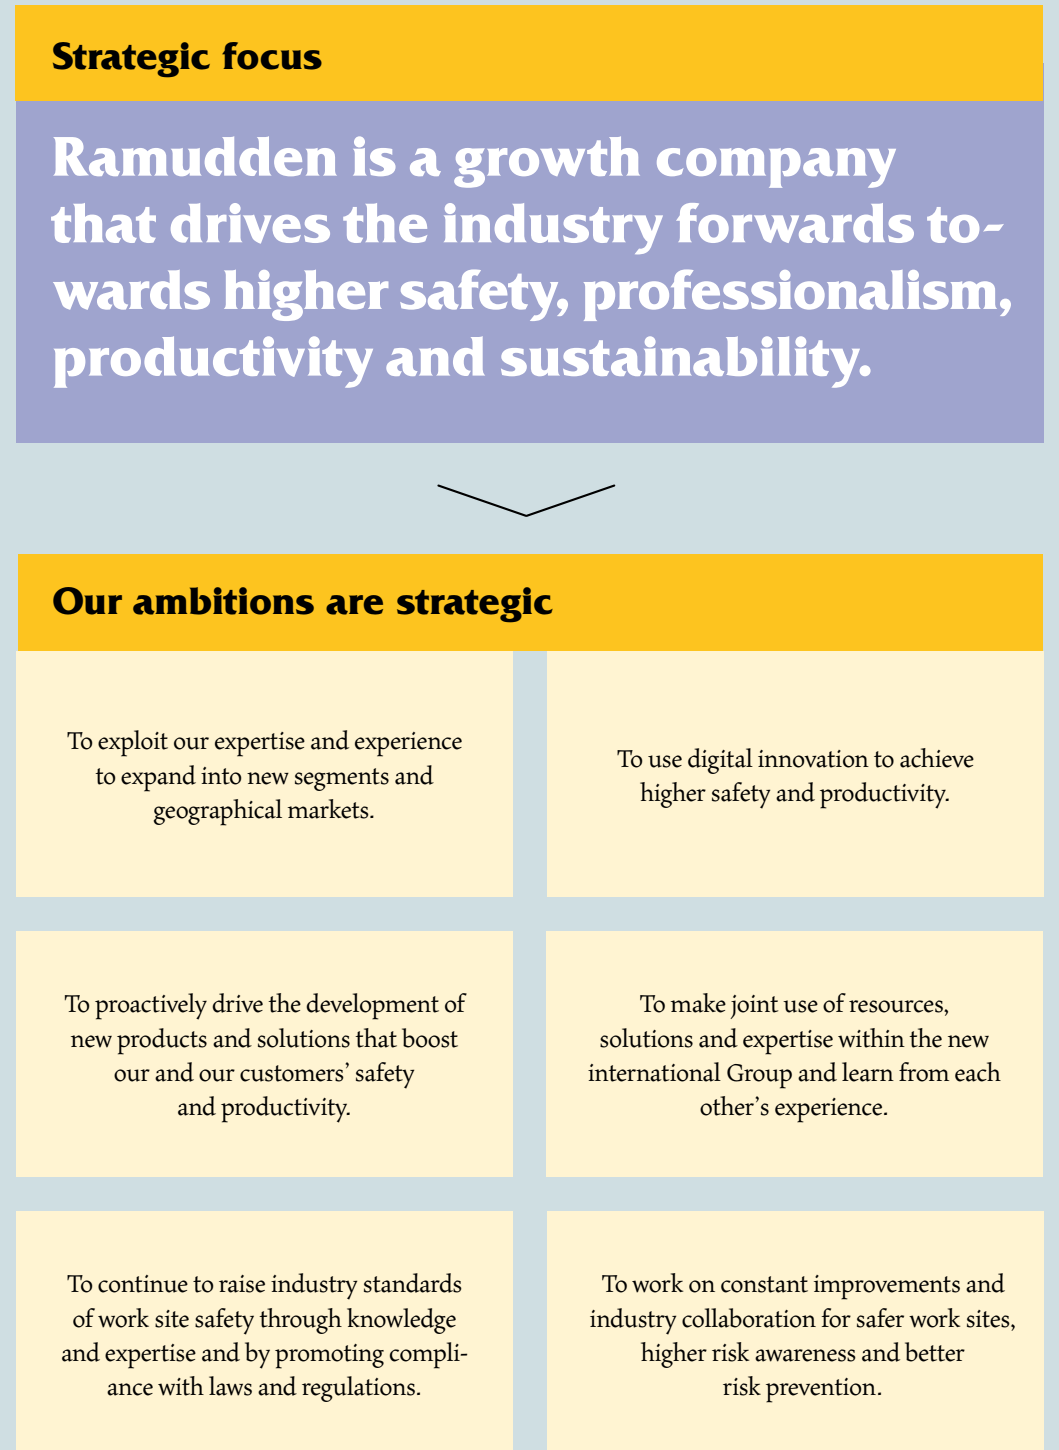 Strategic focus
Ramudden is a growth company
that drives the industry forwards to-
wards higher safety, professionalism,
productivity and sustainability.
Our ambitions are strategic
To exploit our expertise and experience
to expand into new segments and
geographical markets.
To use digital innovation to achieve
higher safety and productivity.
To proactively drive the development of
new products and solutions that boost
our and our customers’ safety
and productivity.
To make joint use of resources,
solutions and expertise within the new
international Group and learn from each
other’s experience.
To continue to raise industry standards
of work site safety through knowledge
and expertise and by promoting compli-
ance with laws and regulations.
To work on constant improvements and
industry collaboration for safer work sites,
higher risk awareness and better
risk prevention.